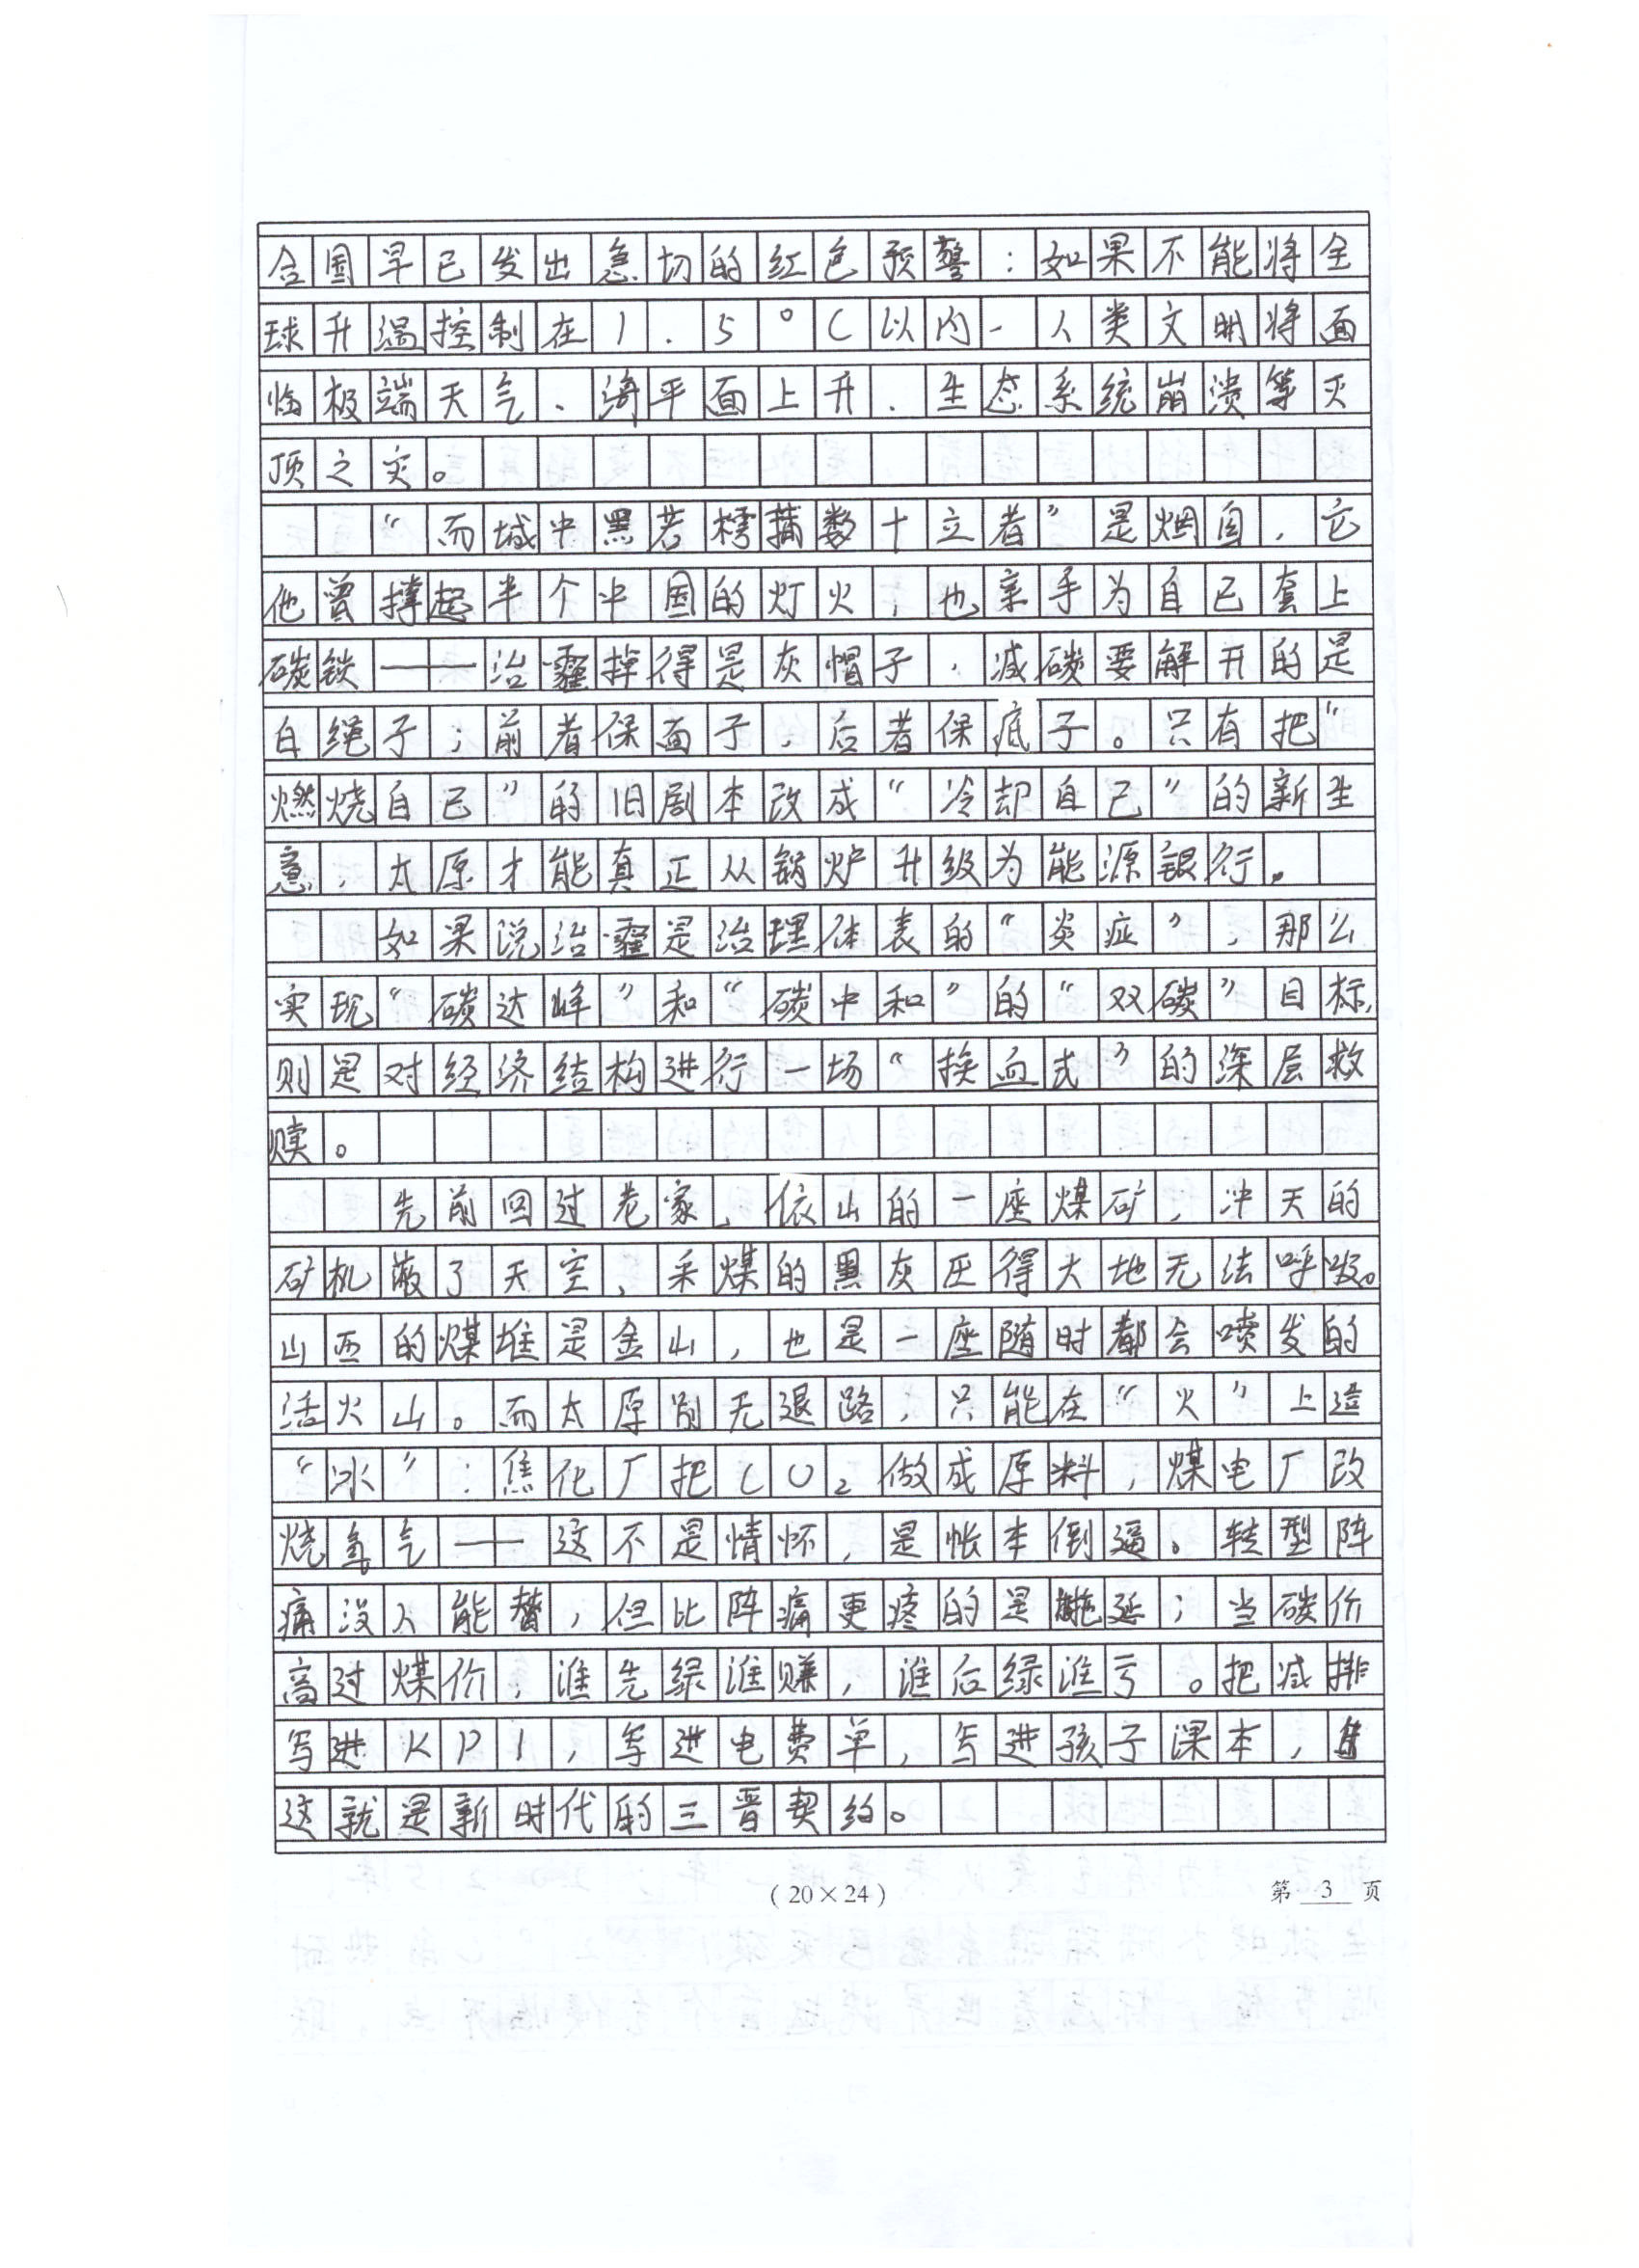 合国早已发出急切的红色预警：如果不能将全
球升温控制在1.5°C以内，人类文明将面
临极端天气、海平面上升、生态系统崩溃等灭
顶之灾。
“而城中黑若樗蒱数十立者”是烟囱，它
他曾撑起半个中国的灯火，也亲手为自己套上
碳铁——治霾掉得是灰帽子，减碳要解开的是
白绳子；前者保面子，后者保底子。只有把“
燃烧自己”的旧剧本改成“冷却自己”的新生
意，太原才能真正从锅炉升级为能源银行。
如果说治霾是治理体表的“炎症”，那么
实现“碳达峰”和“碳中和”的“双碳”目标，
则是对经济结构进行一场“换血式”的深层救
赎。
先前回过老家，依山的一座煤矿，冲天的
矿机蔽了天空，采煤的黑灰压得大地无法呼吸。
山西的煤堆是金山，也是一座随时都会喷发的
活火山。而太原别无退路，只能在“火”上造
“冰”：焦化厂把CO₂做成原料，煤电厂改
烧氢气——这不是情怀，是帐本倒逼。转型阵
痛没人能替，但比阵痛更疼的是拖延；当碳价
高过煤价，谁先绿谁赚，谁后绿谁亏。把减排
写进KPI，写进电费单，写进孩子课本，
这就是新时代的三晋契约。
(20×24)
第 3 页